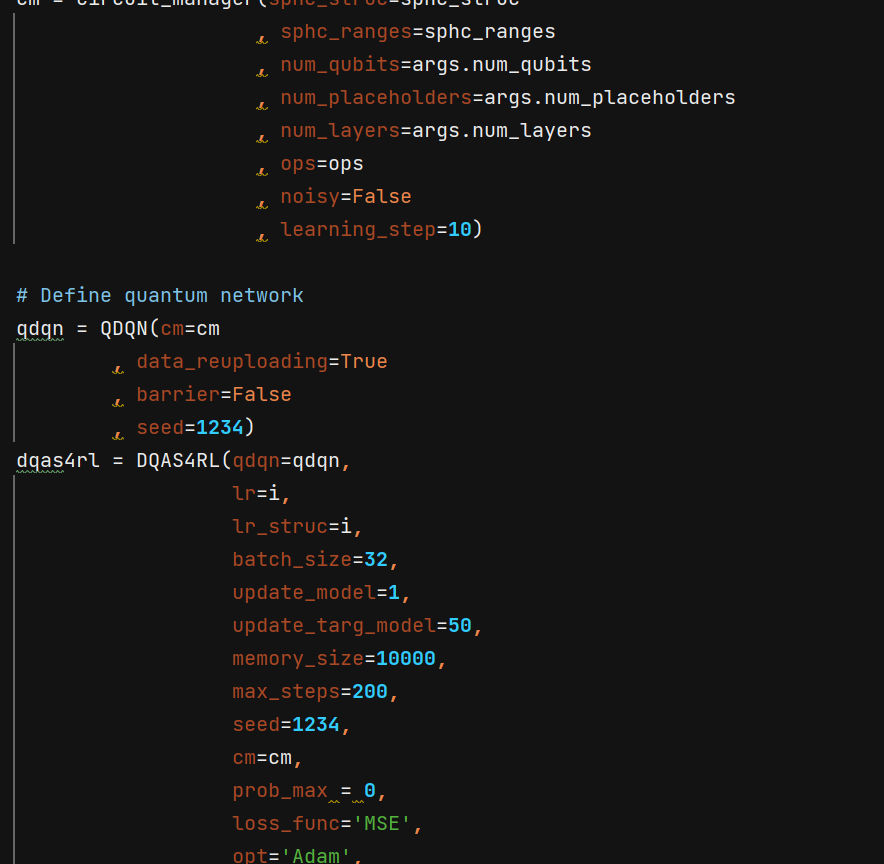 cm = circuit_manager(sphc_struc=sphc_struc
, sphc_ranges=sphc_ranges
, num_qubits=args.num_qubits
, num_placeholders=args.num_placeholders
, num_layers=args.num_layers
, ops=ops
, noisy=False
, learning_step=10)
# Define quantum network
qdqn = QDQN(cm=cm
, data_reuploading=True
, barrier=False
, seed=1234)
dqas4rl = DQAS4RL(qdqn=qdqn,
lr=i,
lr_struc=i,
batch_size=32,
update_model=1,
update_targ_model=50,
memory_size=10000,
max_steps=200,
seed=1234,
cm=cm,
prob_max = 0,
loss_func='MSE',
opt='Adam',